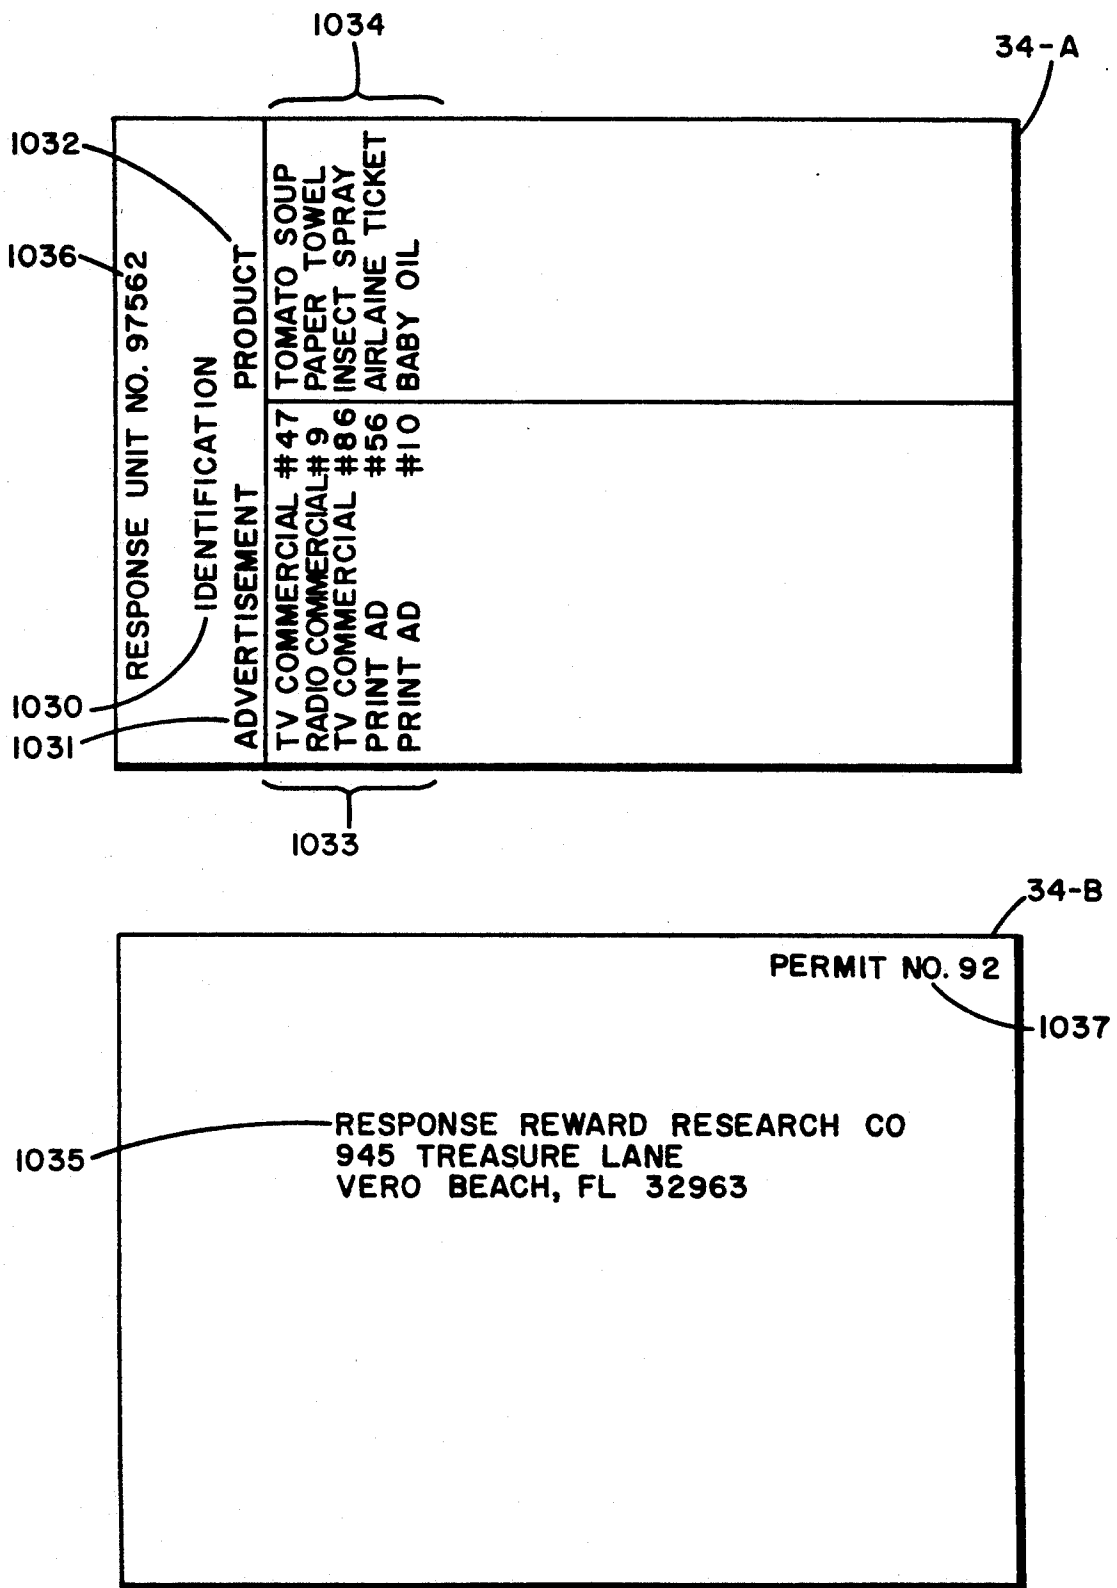 1034
34-A
1032
1036
RESPONSE UNIT NO. 97562
IDENTIFICATION
ADVERTISEMENT PRODUCT
TV COMMERCIAL #47 TOMATO SOUP
RADIO COMMERCIAL #9 PAPER TOWEL
TV COMMERCIAL #86 INSECT SPRAY
PRINT AD #56 AIRLAINE TICKET
PRINT AD #10 BABY OIL
1030
1031
1033
34-B
PERMIT NO. 92
1037
1035
RESPONSE REWARD RESEARCH CO
945 TREASURE LANE
VERO BEACH, FL 32963